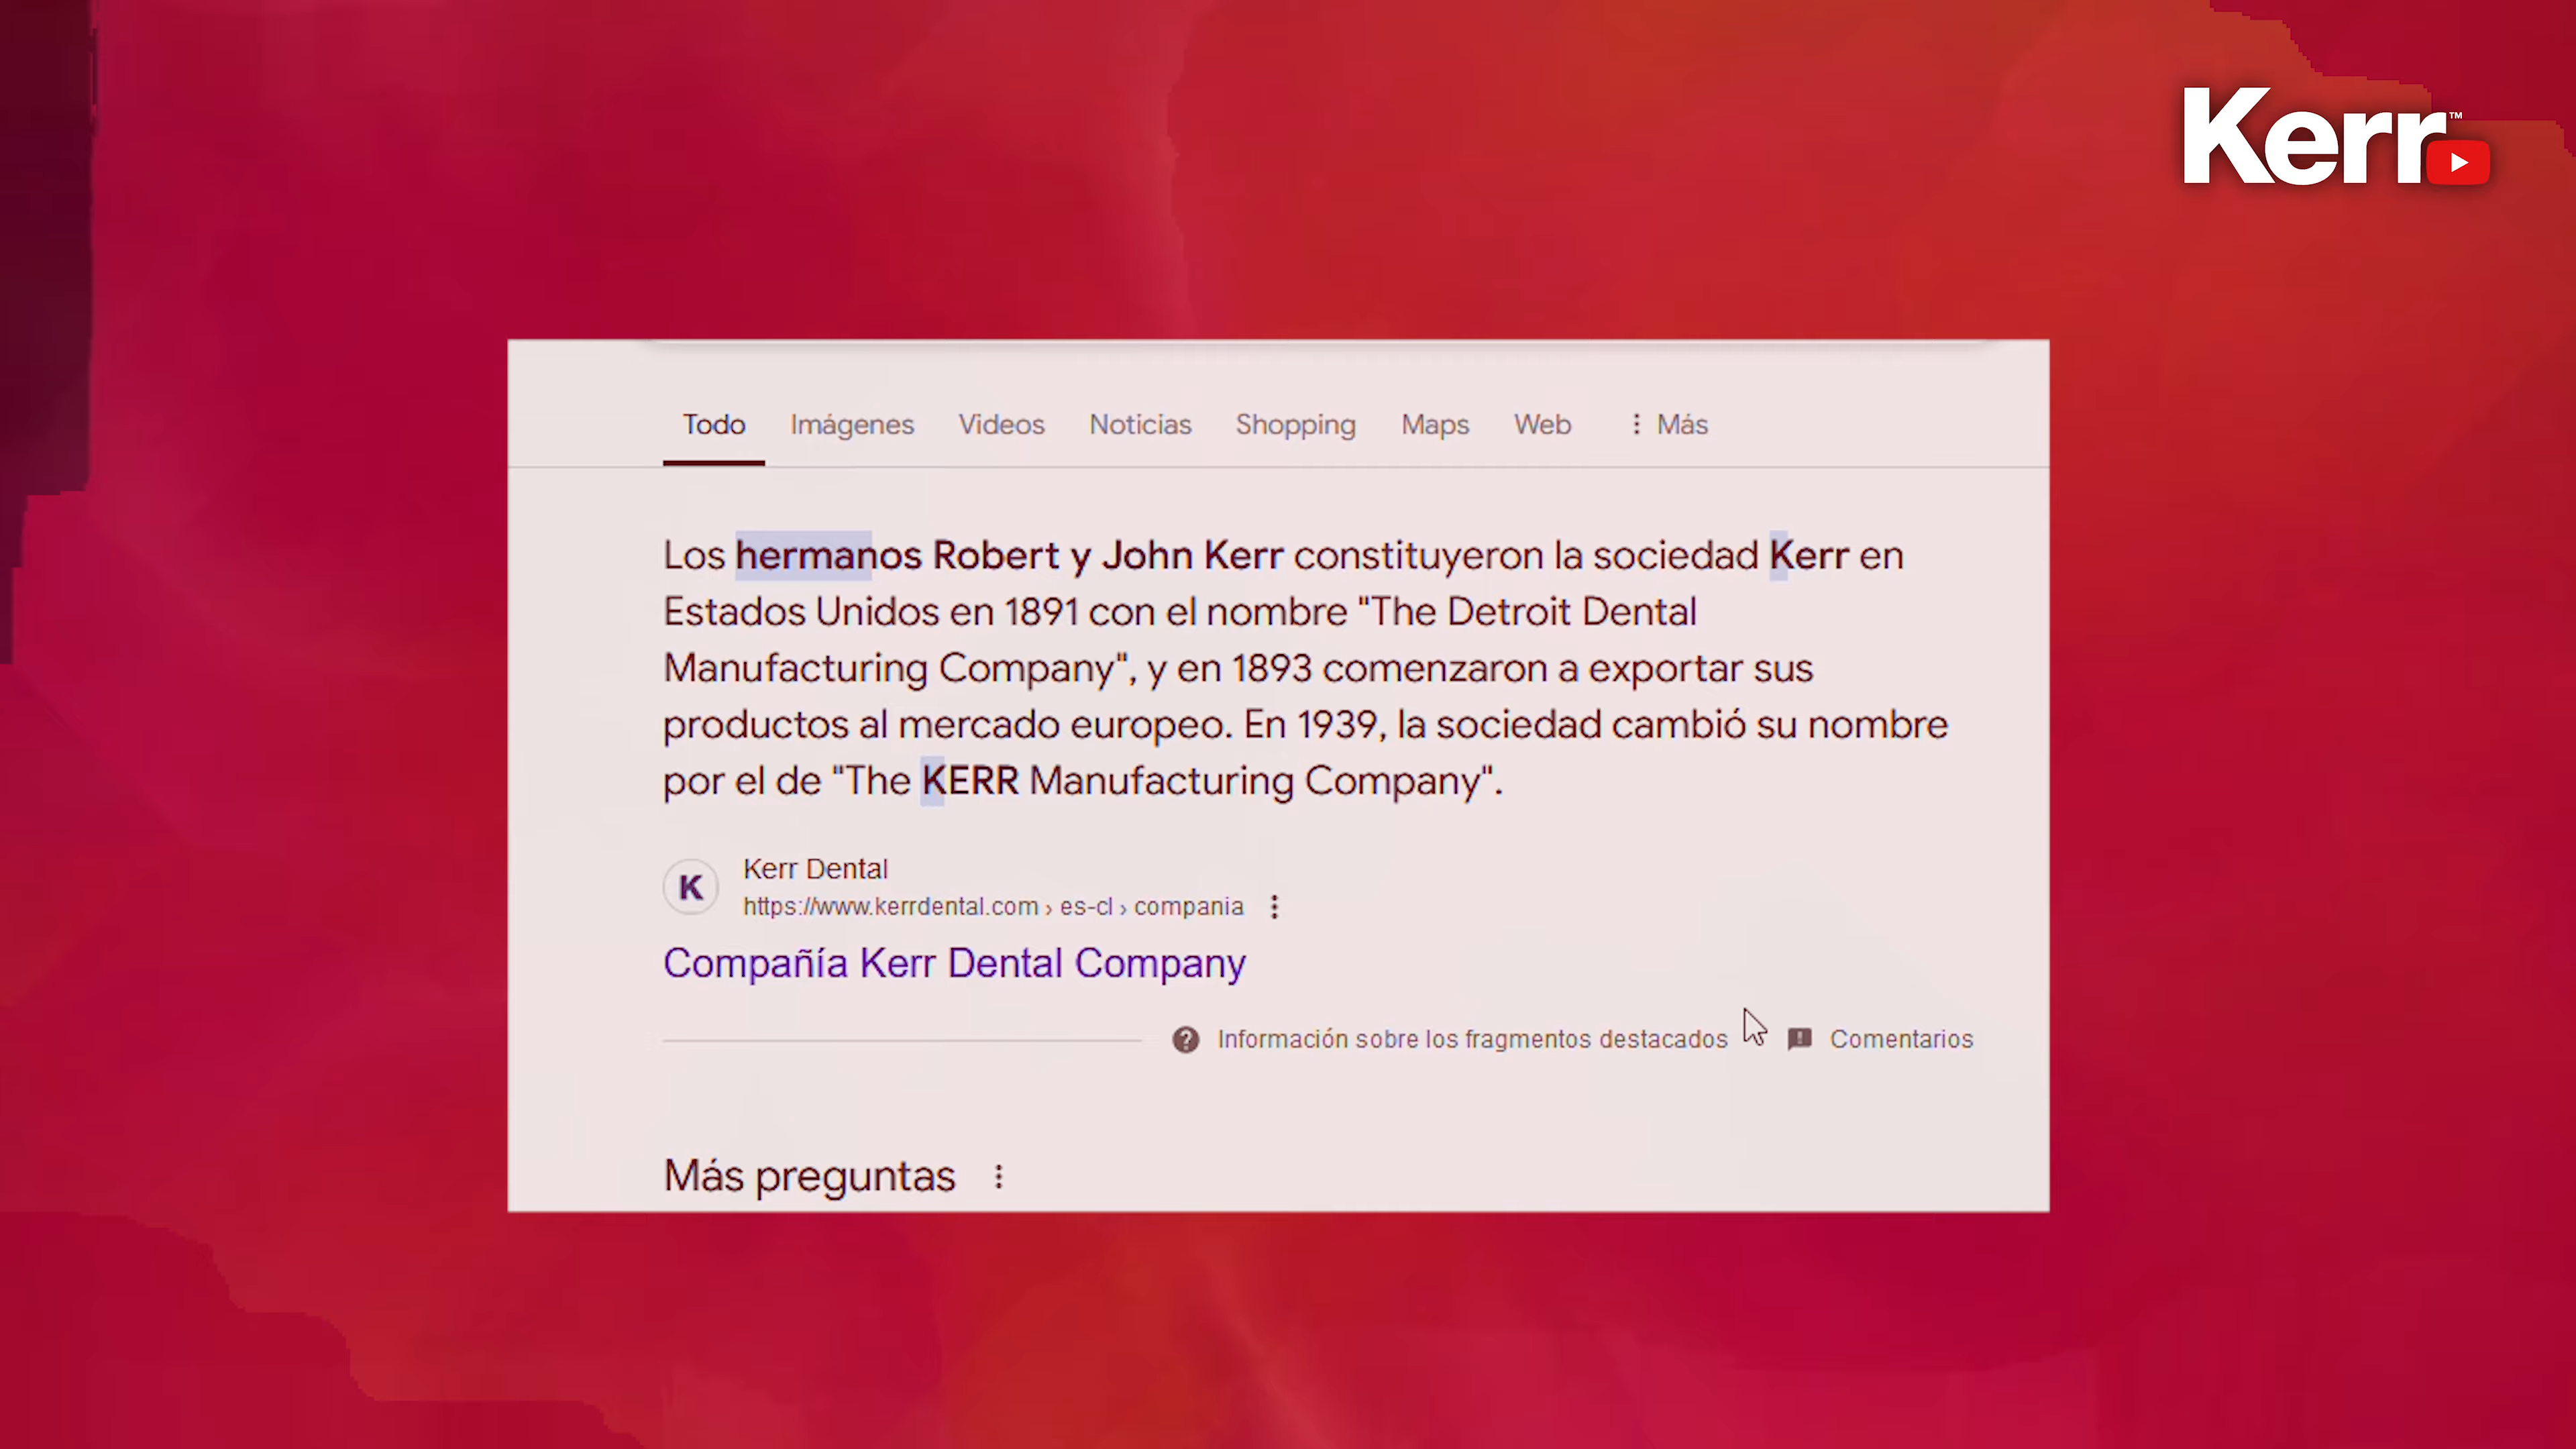 Kerr™
Todo Imágenes Videos Noticias Shopping Maps Web Más
Los hermanos Robert y John Kerr constituyeron la sociedad Kerr en
Estados Unidos en 1891 con el nombre "The Detroit Dental
Manufacturing Company", y en 1893 comenzaron a exportar sus
productos al mercado europeo. En 1939, la sociedad cambió su nombre
por el de "The KERR Manufacturing Company".
K
Kerr Dental
https://www.kerrdental.com › es-cl › compania
Compañía Kerr Dental Company
Información sobre los fragmentos destacados Comentarios
Más preguntas